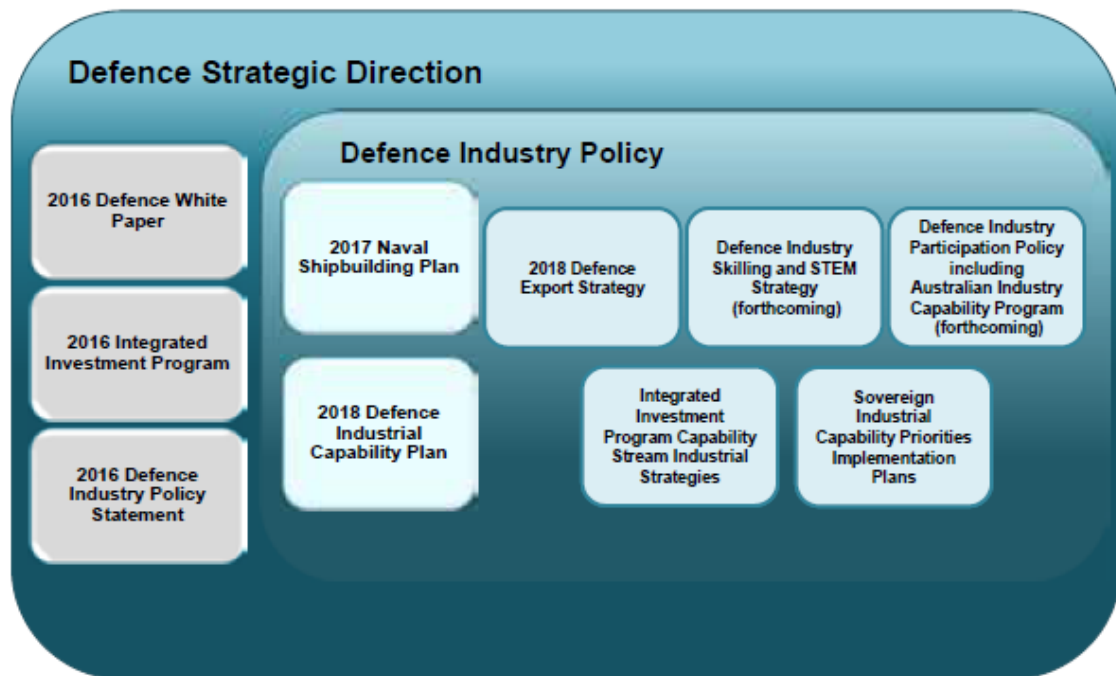 Defence Strategic Direction
Defence Industry Policy
2016 Defence White
Paper
2016 Integrated
Investment Program
2016 Defence
Industry Policy
Statement
2017 Naval
Shipbuilding Plan
2018 Defence
Export Strategy
Defence Industry
Skilling and STEM
Strategy
(forthcoming)
Defence Industry
Participation Policy
including
Australian Industry
Capability Program
(forthcoming)
2018 Defence
Industrial
Capability Plan
Integrated
Investment
Program Capability
Stream Industrial
Strategies
Sovereign
Industrial
Capability Priorities
Implementation
Plans